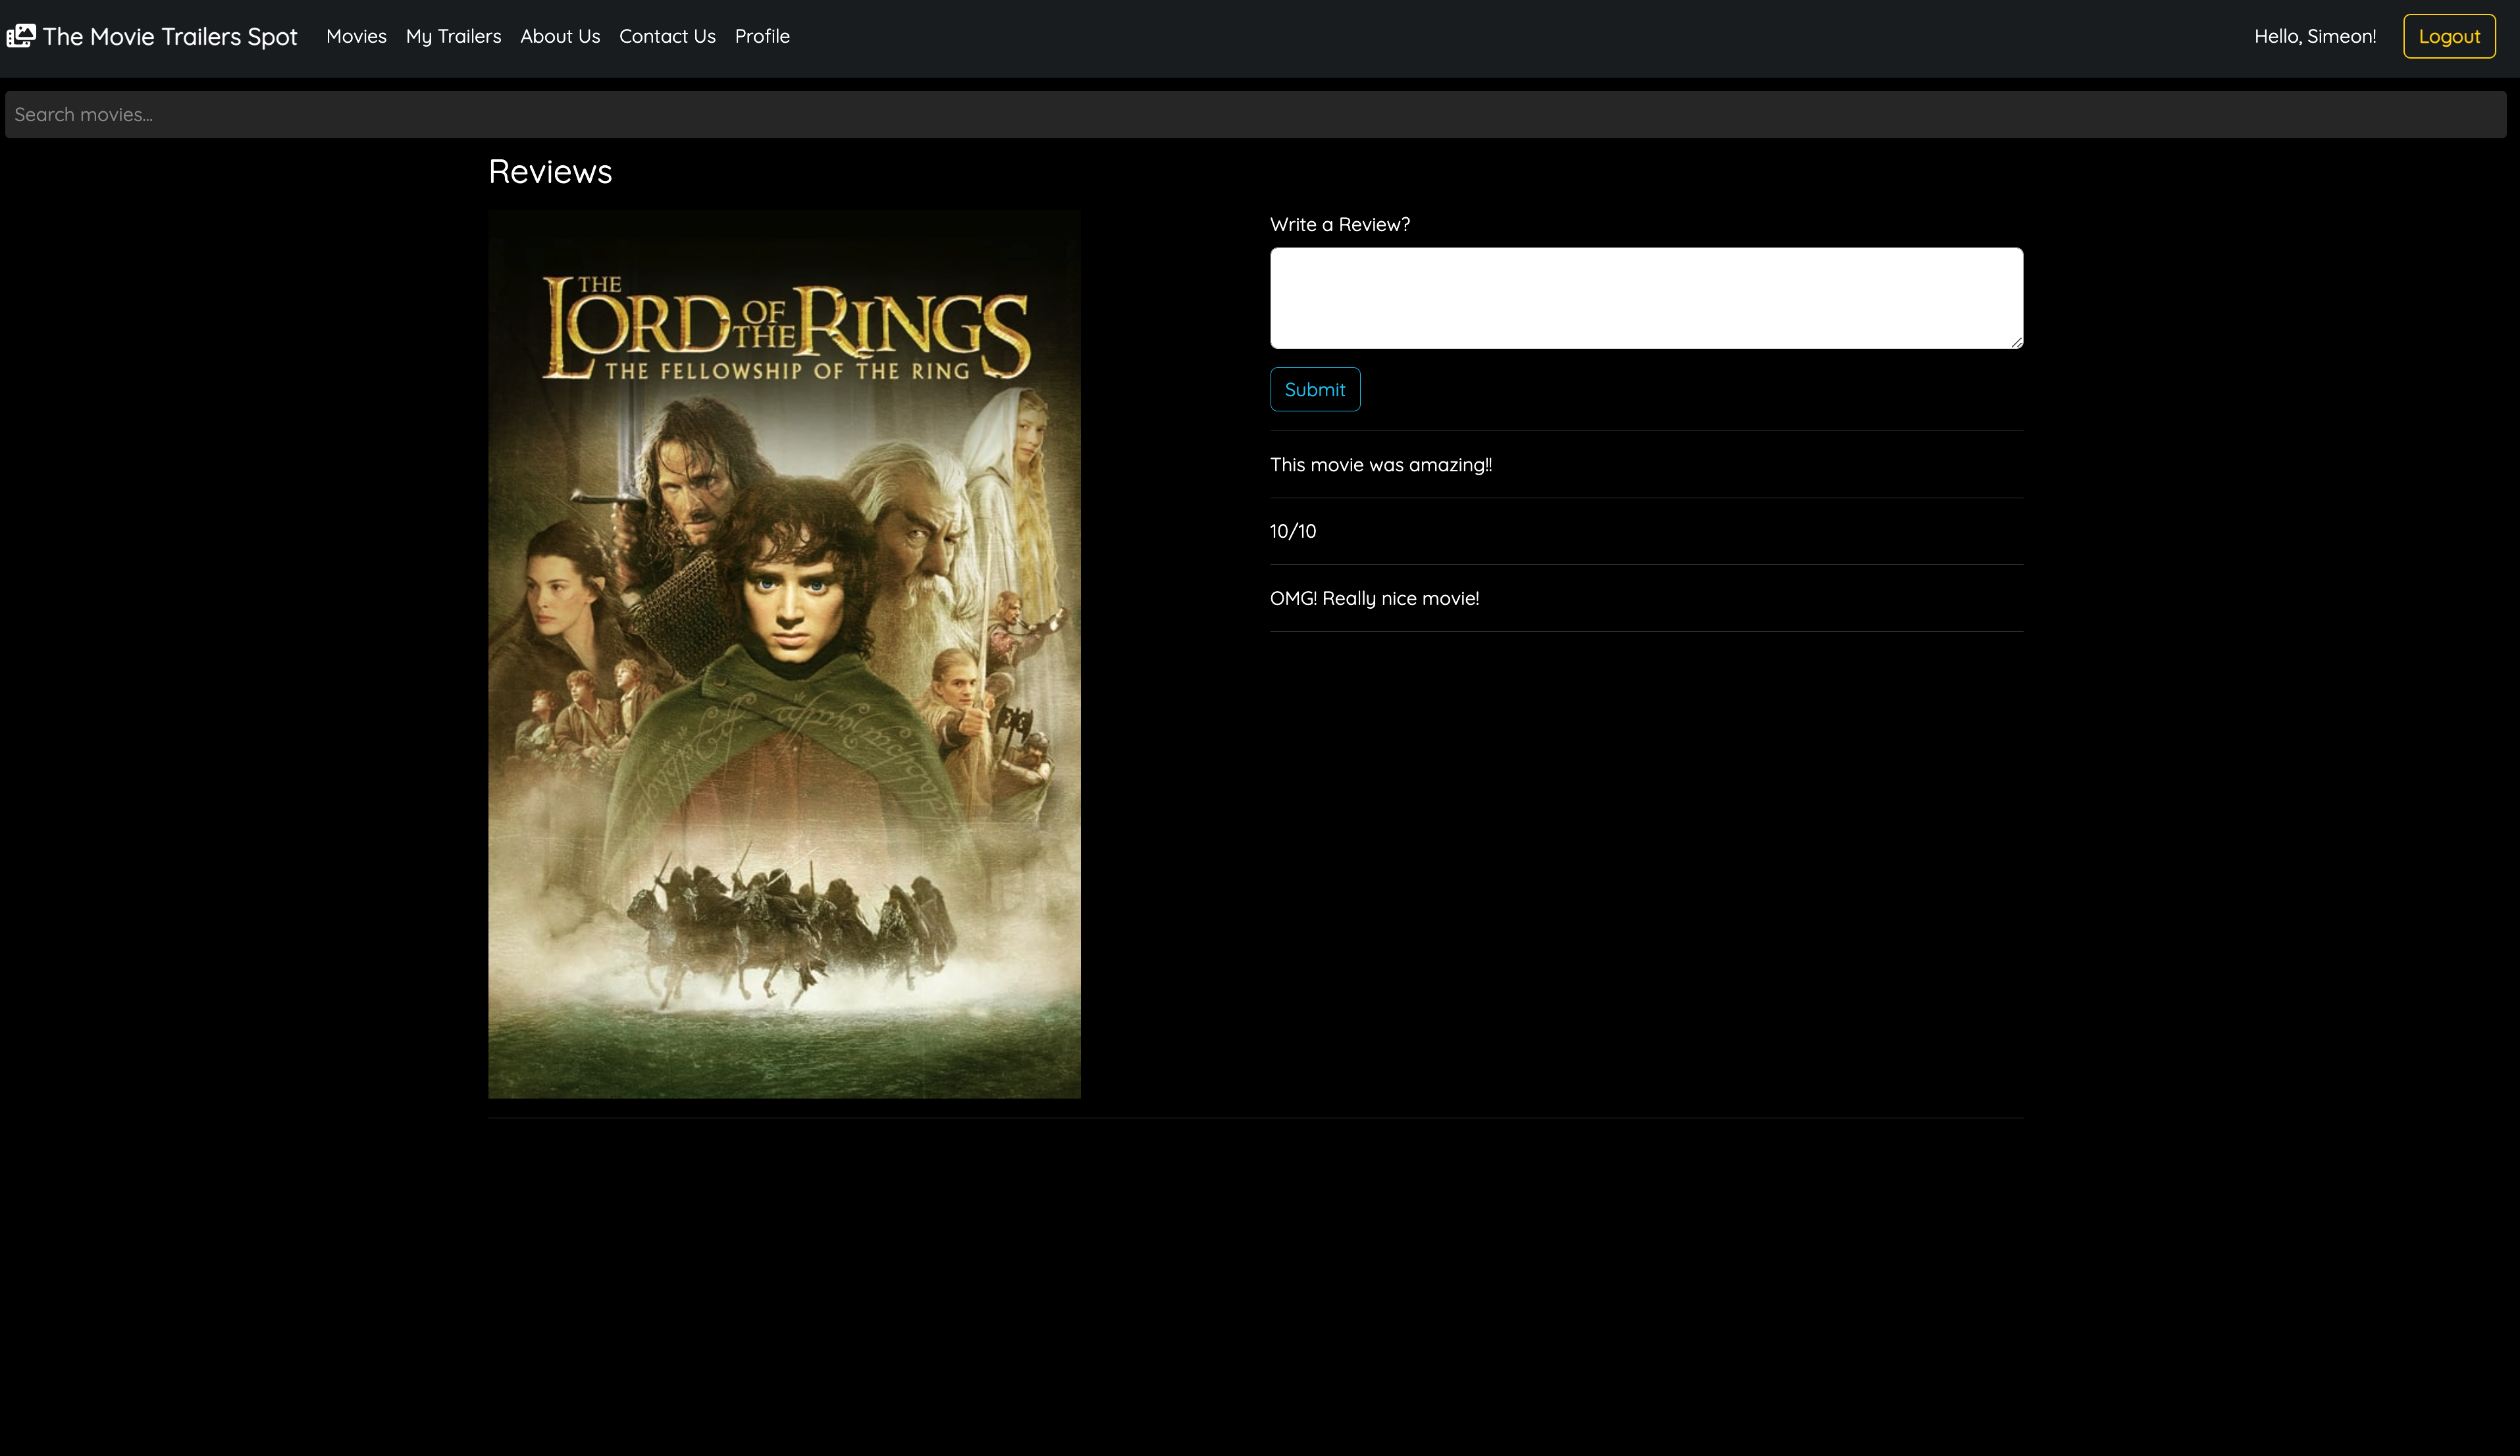 The Movie Trailers Spot Movies My Trailers About Us Contact Us Profile Hello, Simeon! Logout
Search movies...
Reviews
THE
LORD OF THE RINGS
THE FELLOWSHIP OF THE RING
Write a Review?
Submit
This movie was amazing!!
10/10
OMG! Really nice movie!